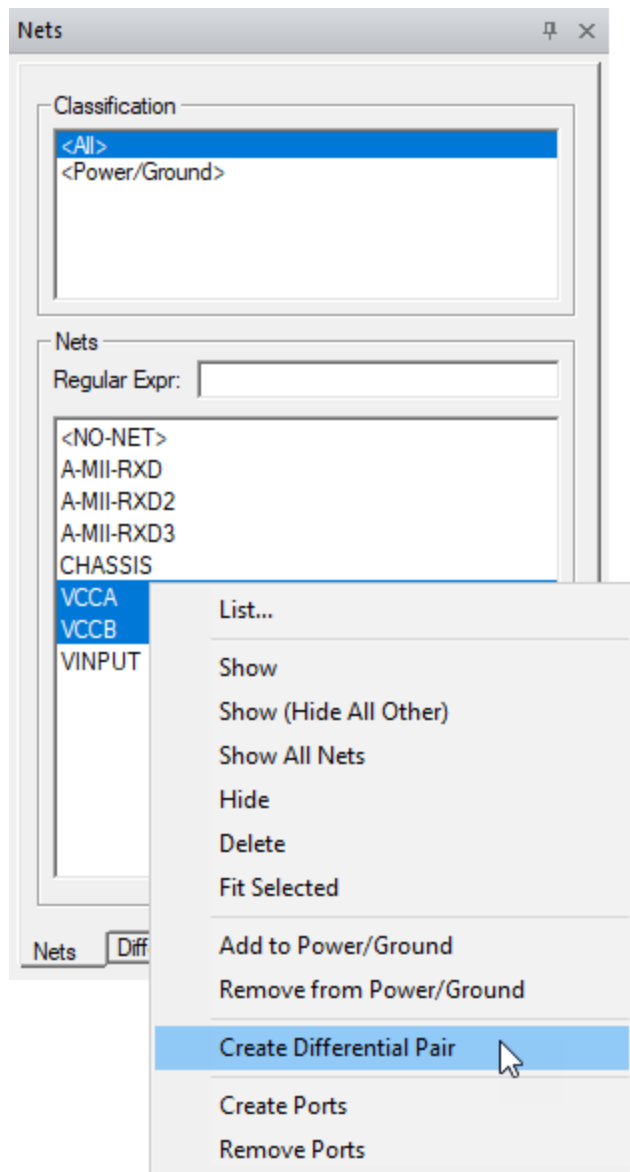 Nets
Classification
<All>
<Power/Ground>
Nets
Regular Expr:
<NO-NET>
A-MII-RXD
A-MII-RXD2
A-MII-RXD3
CHASSIS
VCCA
VCCB
VINPUT
List...
Show
Show (Hide All Other)
Show All Nets
Hide
Delete
Fit Selected
Add to Power/Ground
Remove from Power/Ground
Create Differential Pair
Create Ports
Remove Ports
Nets
Diff